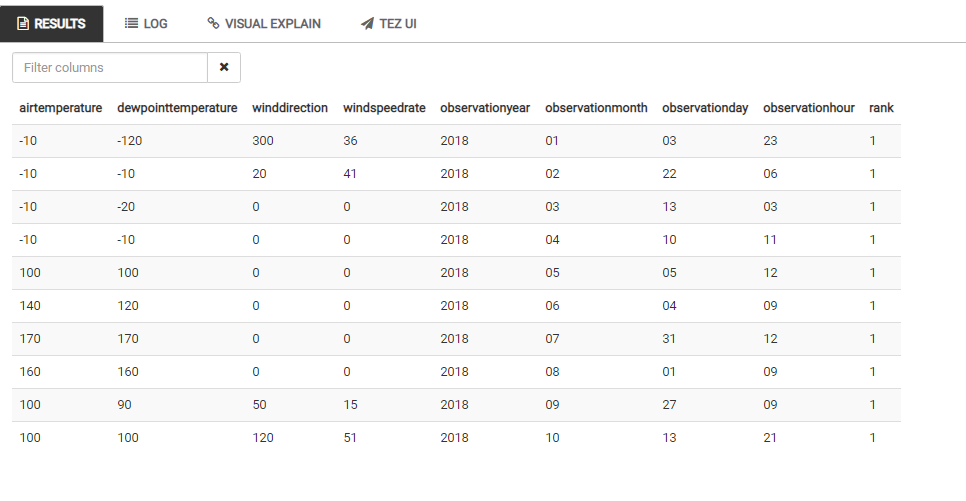 RESULTS LOG VISUAL EXPLAIN TEZ UI
Filter columns
airtemperature dewpointtemperature winddirection windspeedrate observationyear observationmonth observationday observationhour rank
-10 -120 300 36 2018 01 03 23 1
-10 -10 20 41 2018 02 22 06 1
-10 -20 0 0 2018 03 13 03 1
-10 -10 0 0 2018 04 10 11 1
100 100 0 0 2018 05 05 12 1
140 120 0 0 2018 06 04 09 1
170 170 0 0 2018 07 31 12 1
160 160 0 0 2018 08 01 09 1
100 90 50 15 2018 09 27 09 1
100 100 120 51 2018 10 13 21 1